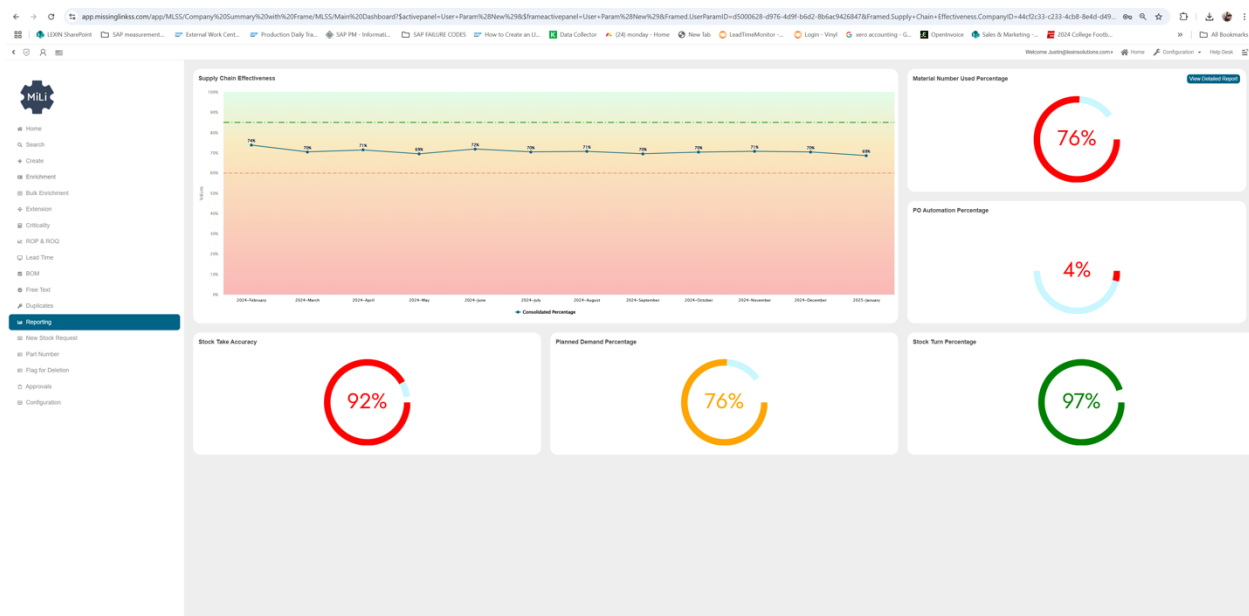 app.missinglinkss.com/app/MLSS/Company%20Summary%20with%20Frame/MLSS/Main%20Dashboard?$activepanel=User+Param%28New%29&$frameactivepanel=User+Param%28New%29&Framed.UserParamID=d5000628-d976-4d9f-b6d2-8b6ac9426847&Framed.Supply+Chain+Effectiveness.CompanyID=44cf2c33-c233-4cb8-8e4d-d49...
LEXIN SharePoint SAP measurement... External Work Cent... Production Daily Tra... SAP PM - Informati... SAP FAILURE CODES How to Create an LI... Data Collector (24) monday - Home New Tab LeadTimeMonitor -... Login - Vinyl xero accounting - G... OpenInvoice Sales & Marketing -... 2024 College Footb... » All Bookmarks
Welcome Justin@lexinsolutions.com Home Configuration Help Desk
MiLi
Home
Search
Create
Enrichment
Bulk Enrichment
Extension
Criticality
ROP & ROQ
Lead Time
BOM
Free Text
Duplicates
Reporting
New Stock Request
Part Number
Flag for Deletion
Approvals
Configuration
Supply Chain Effectiveness
100%
90%
80%
70%
60%
50%
40%
30%
20%
10%
0%
Values
74% 70% 71% 69% 72% 70% 71% 70% 70% 71% 70% 68%
2024-February 2024-March 2024-April 2024-May 2024-June 2024-July 2024-August 2024-September 2024-October 2024-November 2024-December 2025-January
Consolidated Percentage
Material Number Used Percentage
View Detailed Report
76%
PO Automation Percentage
4%
Stock Take Accuracy
92%
Planned Demand Percentage
76%
Stock Turn Percentage
97%